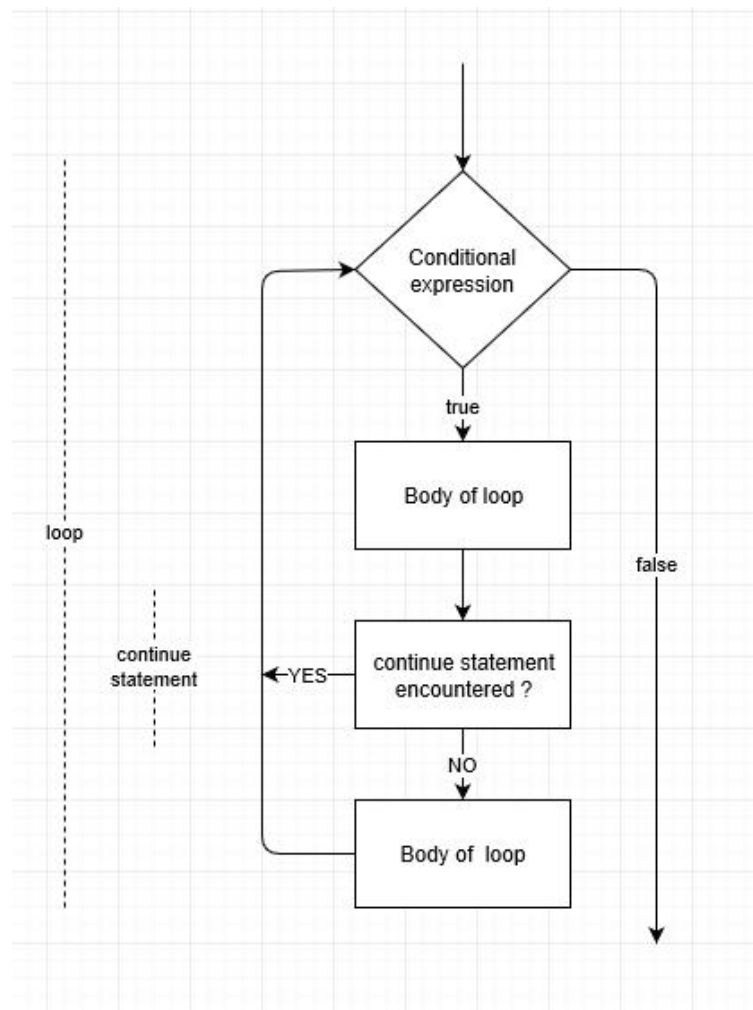 Conditional
expression
true
Body of loop
loop
false
continue
statement
YES
continue statement
encountered ?
NO
Body of  loop